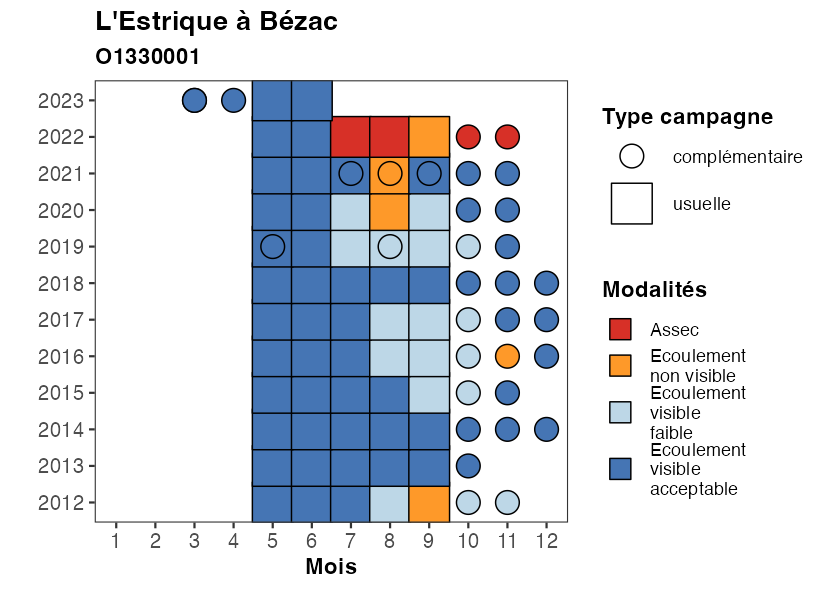 L'Estrique à Bézac
O1330001
2023
2022
2021
2020
2019
2018
2017
2016
2015
2014
2013
2012
1 2 3 4 5 6 7 8 9 10 11 12
Mois
Type campagne
complémentaire
usuelle
Modalités
Assec
Ecoulement
non visible
Ecoulement
visible
faible
Ecoulement
visible
acceptable